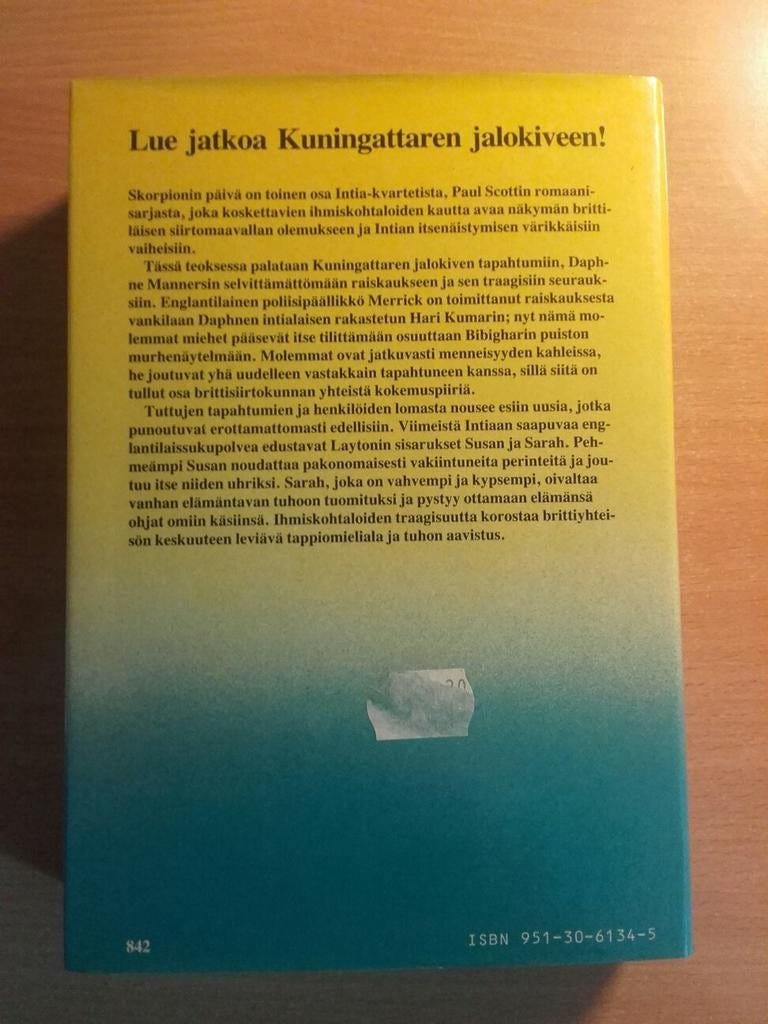 Lue jatkoa Kuningattaren jalokiveen!
Skorpionin päivä on toinen osa Intia-kvartetista, Paul Scottin romaani-
sarjasta, joka koskettavien ihmiskohtaloiden kautta avaa näkymän britti-
läisen siirtomaavallan olemukseen ja Intian itsenäistymisen värikkäisiin
vaiheisiin.
Tässä teoksessa palataan Kuningattaren jalokiven tapahtumiin, Daph-
ne Mannersin selvittämättömään raiskaukseen ja sen traagisiin seurauk-
siin. Englantilainen poliisipäällikkö Merrick on toimittanut raiskauksesta
vankilaan Daphnen intialaisen rakastetun Hari Kumarin; nyt nämä mo-
lemmat miehet pääsevät itse tilittämään osuuttaan Bibigharin puiston
murhenäytelmään. Molemmat ovat jatkuvasti menneisyyden kahleissa,
he joutuvat yhä uudelleen vastakkain tapahtuneen kanssa, sillä siitä on
tullut osa brittisiirtokunnan yhteistä kokemuspiiriä.
Tuttujen tapahtumien ja henkilöiden lomasta nousee esiin uusia, jotka
punoutuvat erottamattomasti edellisiin. Viimeistä Intiaan saapuvaa eng-
lantilaissukupolvea edustavat Laytonin sisarukset Susan ja Sarah. Peh-
meämpi Susan noudattaa pakonomaisesti vakiintuneita perinteitä ja jou-
tuu itse niiden uhriksi. Sarah, joka on vahvempi ja kypsempi, oivaltaa
vanhan elämäntavan tuhoon tuomituksi ja pystyy ottamaan elämänsä
ohjat omiin käsiinsä. Ihmiskohtaloiden traagisuutta korostaa brittiyhtei-
sön keskuuteen leviävä tappiomieliala ja tuhon aavistus.
842
ISBN 951-30-6134-5